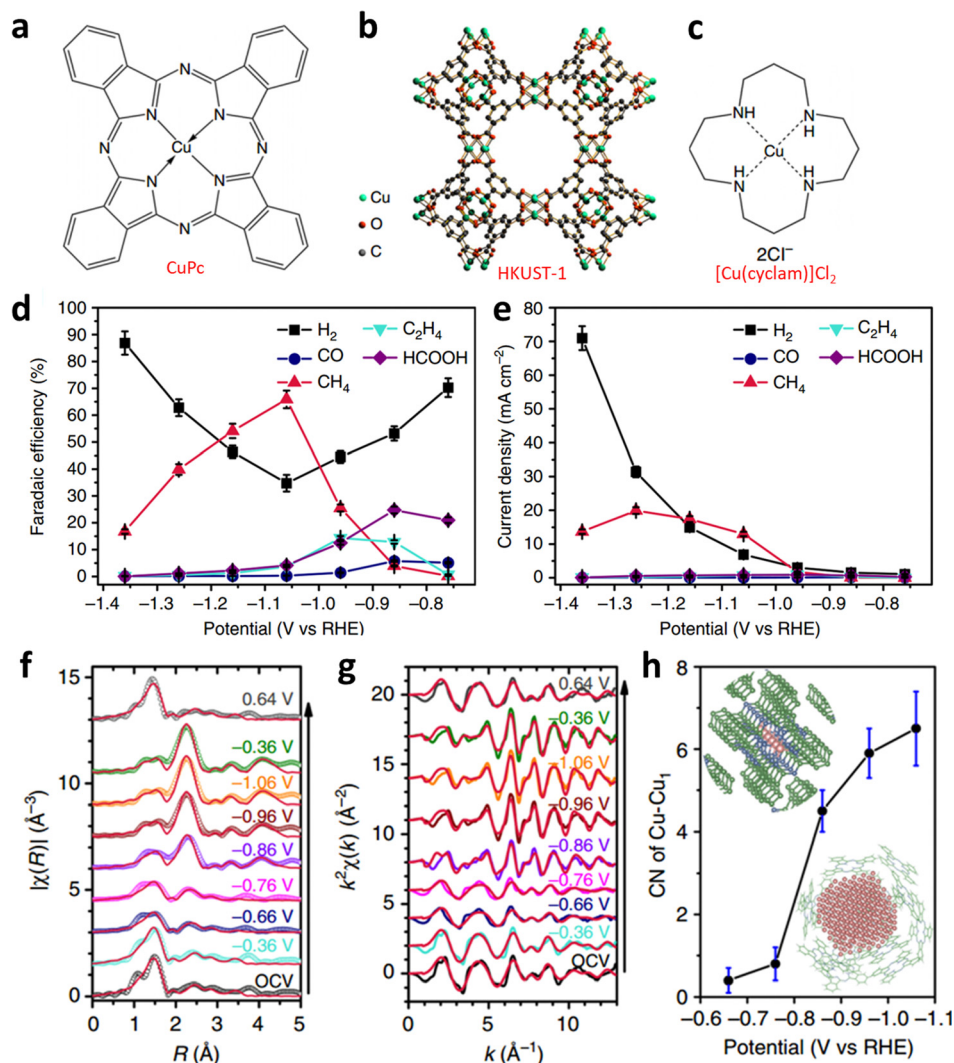 a
N
N
N
N
Cu
N
N
N
N
CuPc
b
Cu
O
C
HKUST-1
c
NH
N
H
Cu
H
N
H
N
2Cl⁻
[Cu(cyclam)]Cl₂
d
100
90
80
70
60
50
40
30
20
10
0
Faradaic efficiency (%)
H₂
CO
CH₄
C₂H₄
HCOOH
−1.4 −1.3 −1.2 −1.1 −1.0 −0.9 −0.8
Potential (V vs RHE)
e
80
70
60
50
40
30
20
10
0
Current density (mA cm⁻²)
H₂
CO
CH₄
C₂H₄
HCOOH
−1.4 −1.3 −1.2 −1.1 −1.0 −0.9 −0.8
Potential (V vs RHE)
f
15
10
5
0
|χ(R)| (Å⁻³)
0.64 V
−0.36 V
−1.06 V
−0.96 V
−0.86 V
−0.76 V
−0.66 V
−0.36 V
OCV
0 1 2 3 4 5
R (Å)
g
20
15
10
5
0
k²χ(k) (Å⁻²)
0.64 V
−0.36 V
−1.06 V
−0.96 V
−0.86 V
−0.76 V
−0.66 V
−0.36 V
OCV
0 5 10
k (Å⁻¹)
h
8
6
4
2
0
CN of Cu-Cu₁
−0.6 −0.7 −0.8 −0.9 −1.0 −1.1
Potential (V vs RHE)